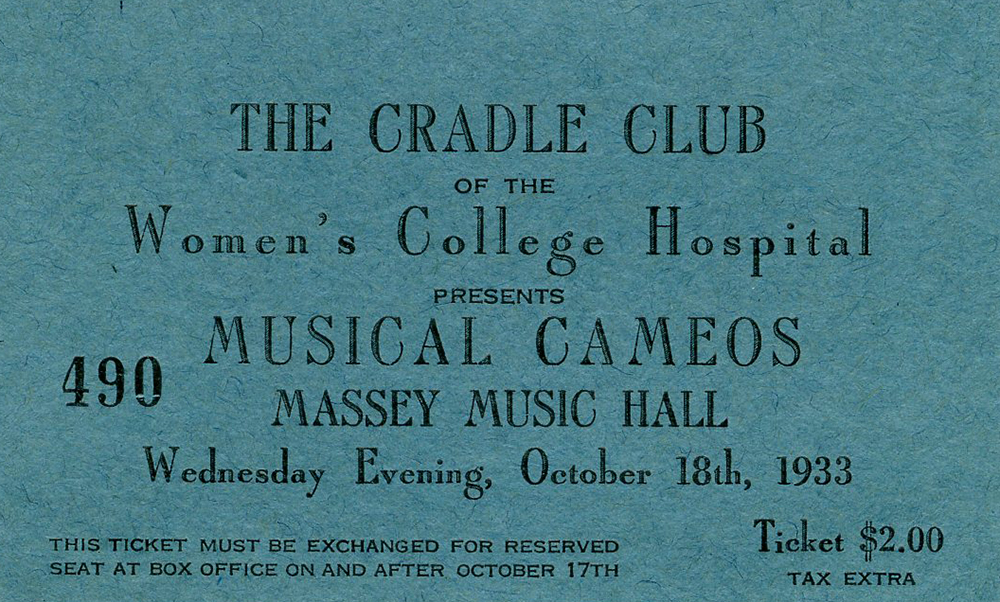 THE CRADLE CLUB
OF THE
Women's College Hospital
PRESENTS
MUSICAL CAMEOS
490
MASSEY MUSIC HALL
Wednesday Evening, October 18th, 1933
THIS TICKET MUST BE EXCHANGED FOR RESERVED
SEAT AT BOX OFFICE ON AND AFTER OCTOBER 17TH
Ticket $2.00
TAX EXTRA